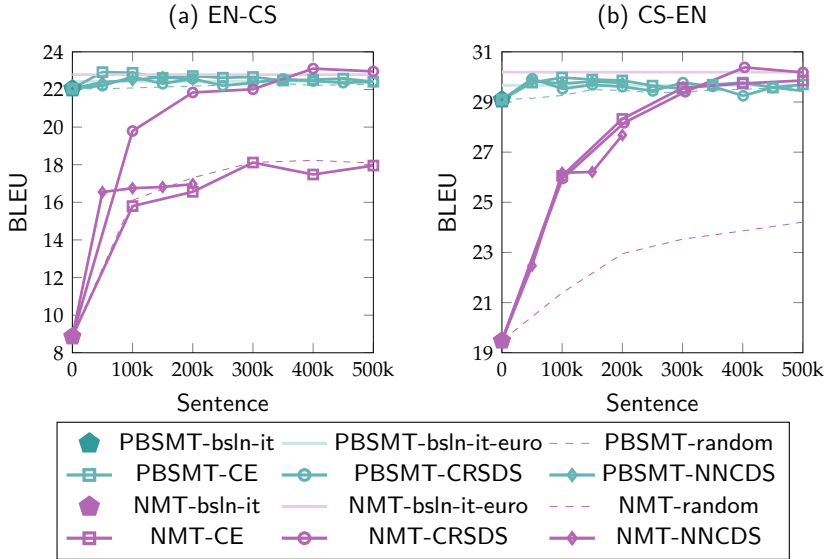 (a) EN-CS
(b) CS-EN
24
22
20
18
16
14
12
10
8
BLEU
0 100k 200k 300k 400k 500k
Sentence
31
29
27
25
23
21
19
BLEU
0 100k 200k 300k 400k 500k
Sentence
PBSMT-bsln-it PBSMT-bsln-it-euro PBSMT-random
PBSMT-CE PBSMT-CRSDS PBSMT-NNCDS
NMT-bsln-it NMT-bsln-it-euro NMT-random
NMT-CE NMT-CRSDS NMT-NNCDS